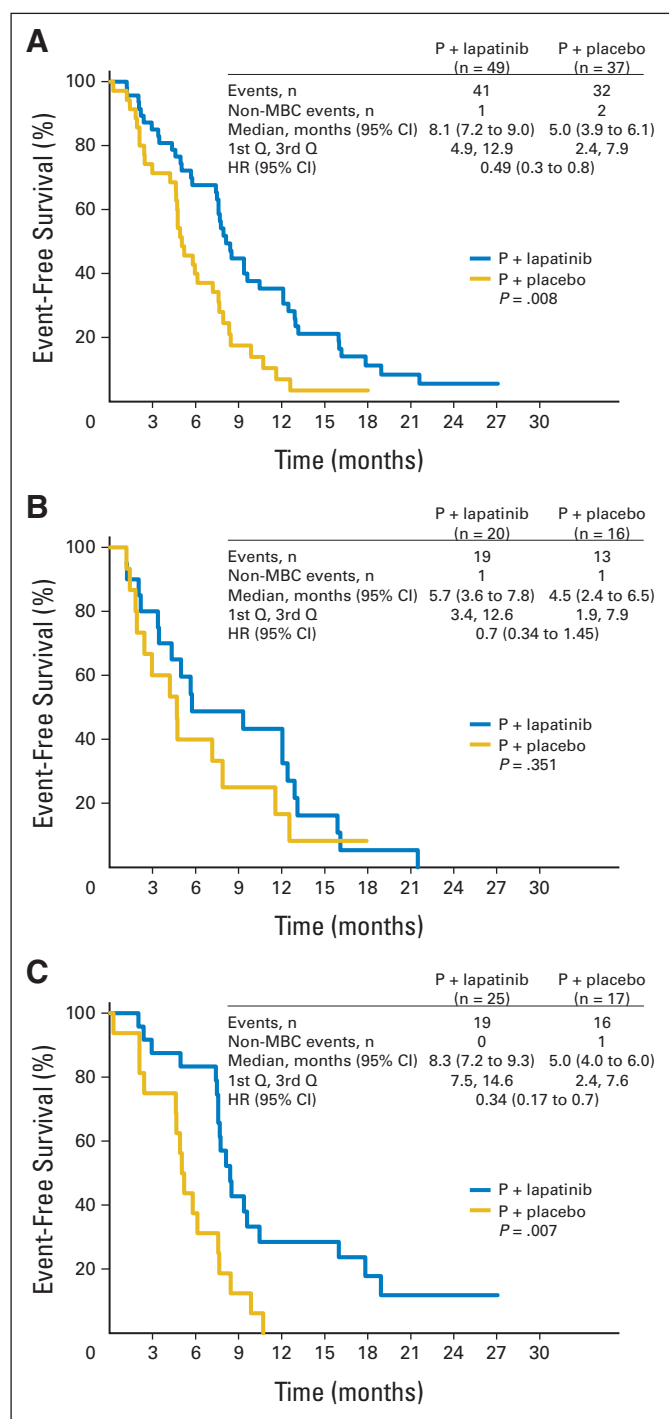 A
P + lapatinib P + placebo
(n = 49) (n = 37)
Events, n 41 32
Non-MBC events, n 1 2
Median, months (95% CI) 8.1 (7.2 to 9.0) 5.0 (3.9 to 6.1)
1st Q, 3rd Q 4.9, 12.9 2.4, 7.9
HR (95% CI) 0.49 (0.3 to 0.8)
P + lapatinib
P + placebo
P = .008
Event-Free Survival (%)
100
80
60
40
20
0 3 6 9 12 15 18 21 24 27 30
Time (months)
B
P + lapatinib P + placebo
(n = 20) (n = 16)
Events, n 19 13
Non-MBC events, n 1 1
Median, months (95% CI) 5.7 (3.6 to 7.8) 4.5 (2.4 to 6.5)
1st Q, 3rd Q 3.4, 12.6 1.9, 7.9
HR (95% CI) 0.7 (0.34 to 1.45)
P + lapatinib
P + placebo
P = .351
Event-Free Survival (%)
100
80
60
40
20
0 3 6 9 12 15 18 21 24 27 30
Time (months)
C
P + lapatinib P + placebo
(n = 25) (n = 17)
Events, n 19 16
Non-MBC events, n 0 1
Median, months (95% CI) 8.3 (7.2 to 9.3) 5.0 (4.0 to 6.0)
1st Q, 3rd Q 7.5, 14.6 2.4, 7.6
HR (95% CI) 0.34 (0.17 to 0.7)
P + lapatinib
P + placebo
P = .007
Event-Free Survival (%)
100
80
60
40
20
0 3 6 9 12 15 18 21 24 27 30
Time (months)